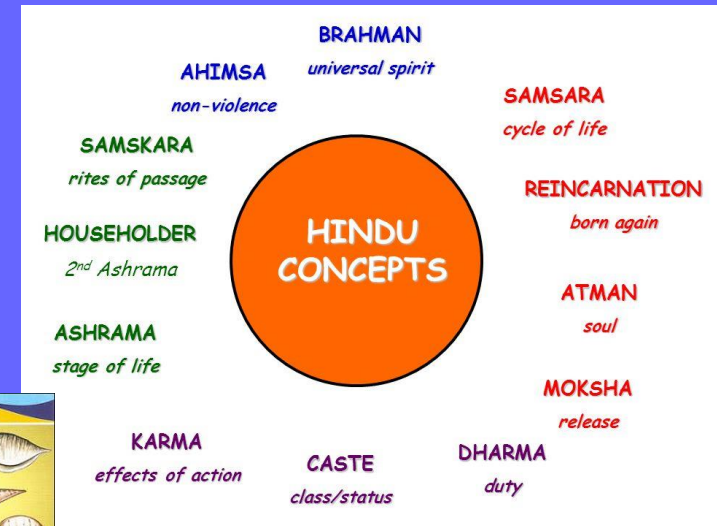 BRAHMAN
universal spirit
AHIMSA
non-violence
SAMSARA
cycle of life
SAMSKARA
rites of passage
REINCARNATION
born again
HOUSEHOLDER
2nd Ashrama
HINDU
CONCEPTS
ATMAN
soul
ASHRAMA
stage of life
MOKSHA
release
KARMA
effects of action
CASTE
class/status
DHARMA
duty